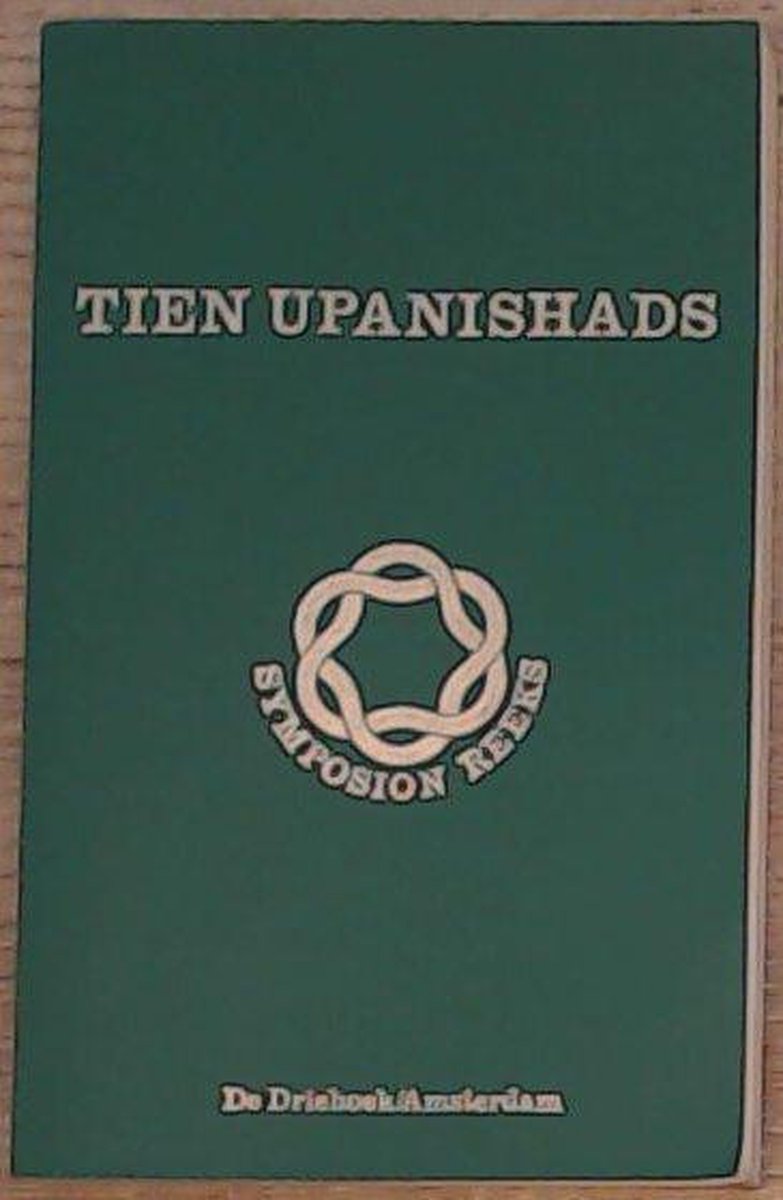 TIEN UPANISHADS
SYMPOSION REEKS
De Driehoek/Amsterdam